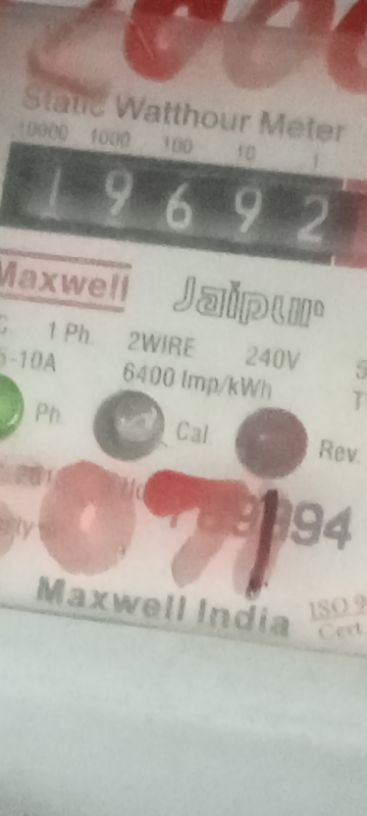 Static Watthour Meter
10000 1000 100 10 1
1 9 6 9 2
Maxwell Jaipur
1 Ph. 2WIRE 240V
-10A 6400 Imp/kWh
Ph. Cal. Rev.
94
Maxwell India ISO 9
Cert